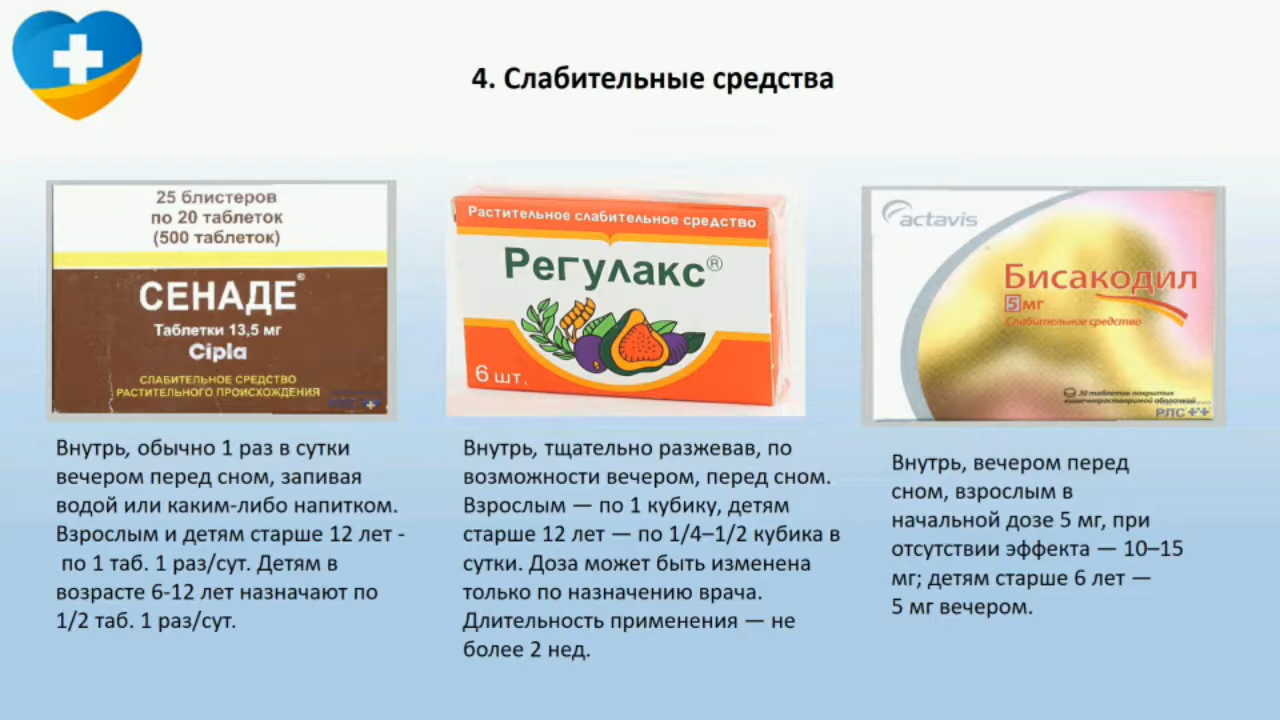 4. Слабительные средства
25 блистеров
по 20 таблеток
(500 таблеток)
СЕНАДЕ®
Таблетки 13,5 мг
Cipla
СЛАБИТЕЛЬНОЕ СРЕДСТВО
РАСТИТЕЛЬНОГО ПРОИСХОЖДЕНИЯ
Внутрь, обычно 1 раз в сутки
вечером перед сном, запивая
водой или каким-либо напитком.
Взрослым и детям старше 12 лет -
по 1 таб. 1 раз/сут. Детям в
возрасте 6-12 лет назначают по
1/2 таб. 1 раз/сут.
Растительное слабительное средство
Регулакс®
6 шт.
Внутрь, тщательно разжевав, по
возможности вечером, перед сном.
Взрослым — по 1 кубику, детям
старше 12 лет — по 1/4–1/2 кубика в
сутки. Доза может быть изменена
только по назначению врача.
Длительность применения — не
более 2 нед.
actavis
Бисакодил
5 мг
Слабительное средство
30 таблеток покрытых
кишечнорастворимой оболочкой
РЛС
Внутрь, вечером перед
сном, взрослым в
начальной дозе 5 мг, при
отсутствии эффекта — 10–15
мг; детям старше 6 лет —
5 мг вечером.